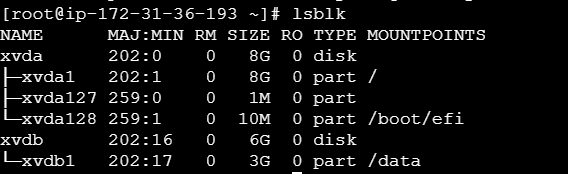 [root@ip-172-31-36-193 ~]# lsblk
NAME     MAJ:MIN RM SIZE RO TYPE MOUNTPOINTS
xvda     202:0    0   8G  0 disk
├─xvda1  202:1    0   8G  0 part /
├─xvda127 259:0    0   1M  0 part
└─xvda128 259:1    0  10M  0 part /boot/efi
xvdb     202:16   0   6G  0 disk
└─xvdb1  202:17   0   3G  0 part /data